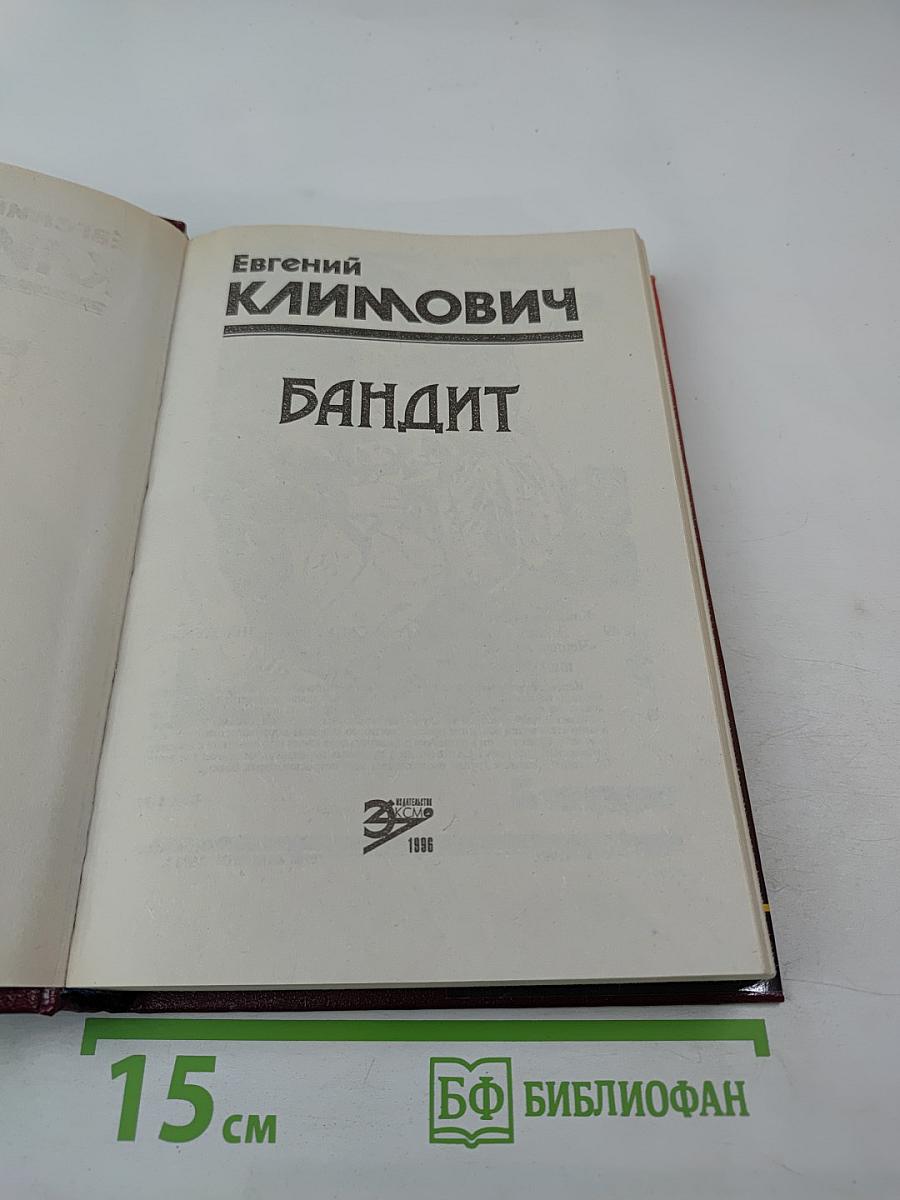 Евгений
КЛИМОВИЧ
БАНДИТ
ИЗДАТЕЛЬСТВО
ЭКСМО
1996
15 см
БФ БИБЛИОФАН